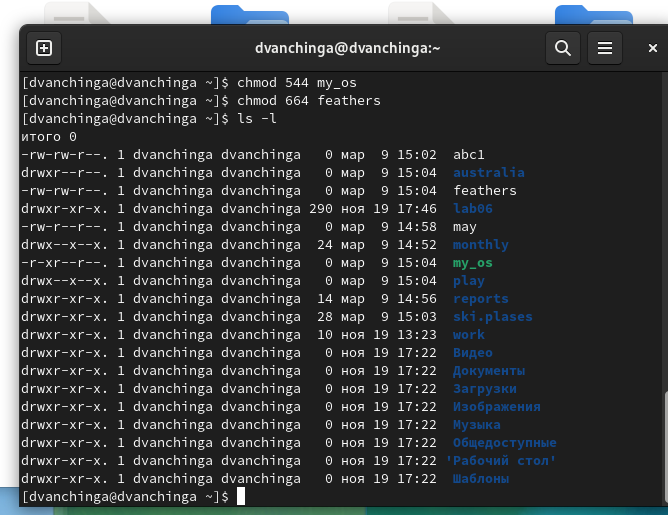 dvanchinga@dvanchinga:~
[dvanchinga@dvanchinga ~]$ chmod 544 my_os
[dvanchinga@dvanchinga ~]$ chmod 664 feathers
[dvanchinga@dvanchinga ~]$ ls -l
итого 0
-rw-rw-r--. 1 dvanchinga dvanchinga   0 мар  9 15:02  abc1
drwxr--r--. 1 dvanchinga dvanchinga   0 мар  9 15:04  australia
-rw-rw-r--. 1 dvanchinga dvanchinga   0 мар  9 15:04  feathers
drwxr-xr-x. 1 dvanchinga dvanchinga 290 ноя 19 17:46  lab06
-rw-r--r--. 1 dvanchinga dvanchinga   0 мар  9 14:58  may
drwx--x--x. 1 dvanchinga dvanchinga  24 мар  9 14:52  monthly
-r-xr--r--. 1 dvanchinga dvanchinga   0 мар  9 15:04  my_os
drwx--x--x. 1 dvanchinga dvanchinga   0 мар  9 15:04  play
drwxr-xr-x. 1 dvanchinga dvanchinga  14 мар  9 14:56  reports
drwxr-xr-x. 1 dvanchinga dvanchinga  28 мар  9 15:03  ski.plases
drwxr-xr-x. 1 dvanchinga dvanchinga  10 ноя 19 13:23  work
drwxr-xr-x. 1 dvanchinga dvanchinga   0 ноя 19 17:22  Видео
drwxr-xr-x. 1 dvanchinga dvanchinga   0 ноя 19 17:22  Документы
drwxr-xr-x. 1 dvanchinga dvanchinga   0 ноя 19 17:22  Загрузки
drwxr-xr-x. 1 dvanchinga dvanchinga   0 ноя 19 17:22  Изображения
drwxr-xr-x. 1 dvanchinga dvanchinga   0 ноя 19 17:22  Музыка
drwxr-xr-x. 1 dvanchinga dvanchinga   0 ноя 19 17:22  Общедоступные
drwxr-xr-x. 1 dvanchinga dvanchinga   0 ноя 19 17:22 'Рабочий стол'
drwxr-xr-x. 1 dvanchinga dvanchinga   0 ноя 19 17:22  Шаблоны
[dvanchinga@dvanchinga ~]$